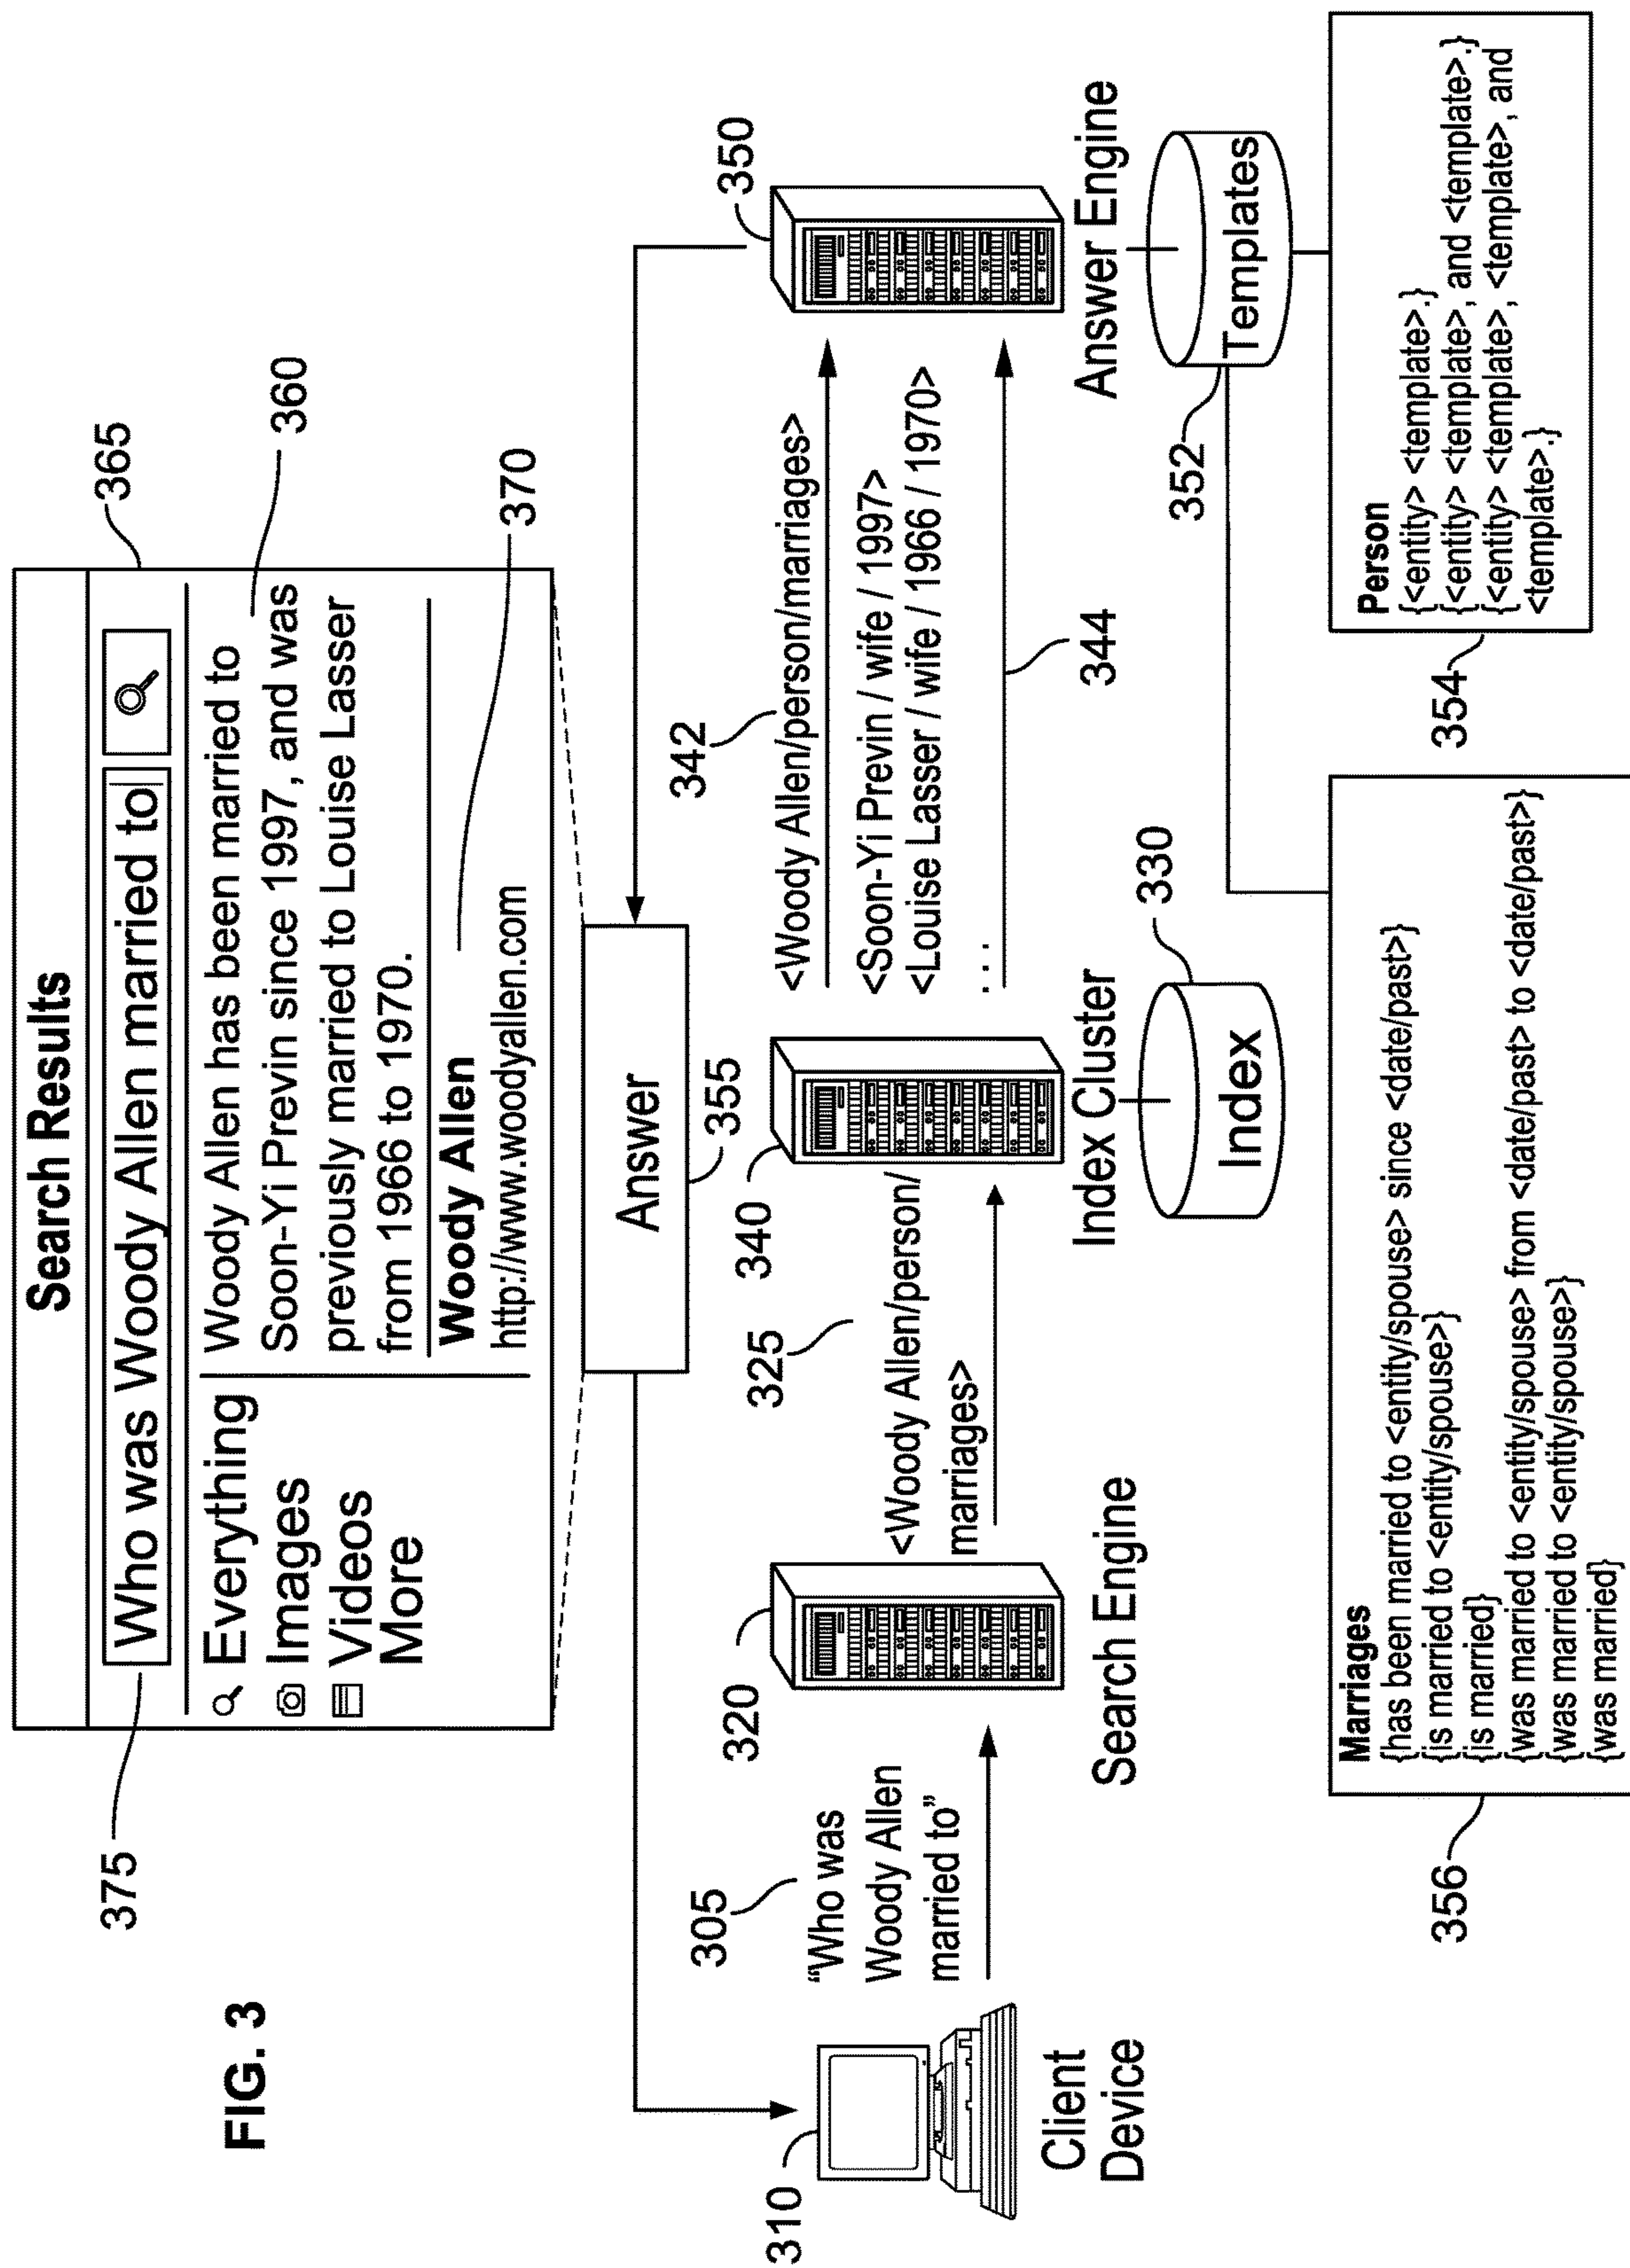 FIG. 3
Search Results
365
375
Who was Woody Allen married to
Everything
Images
Videos
More
Woody Allen has been married to
Soon-Yi Previn since 1997, and was
previously married to Louise Lasser
from 1966 to 1970.
360
Woody Allen
370
http://www.woodyallen.com
Answer
355
310
Client
Device
305
“Who was
Woody Allen
married to”
320
Search Engine
325
<Woody Allen/person/
marriages>
340
Index Cluster
330
Index
342
<Woody Allen/person/marriages>
<Soon-Yi Previn / wife / 1997>
<Louise Lasser / wife / 1966 / 1970>
...
344
350
Answer Engine
352
Templates
356
Marriages
{has been married to <entity/spouse> since <date/past>}
{is married to <entity/spouse>}
{is married}
{was married to <entity/spouse> from <date/past> to <date/past>}
{was married to <entity/spouse>}
{was married}
354
Person
{<entity> <template>.}
{<entity> <template>, and <template>.}
{<entity> <template>, <template>, and
<template>.}